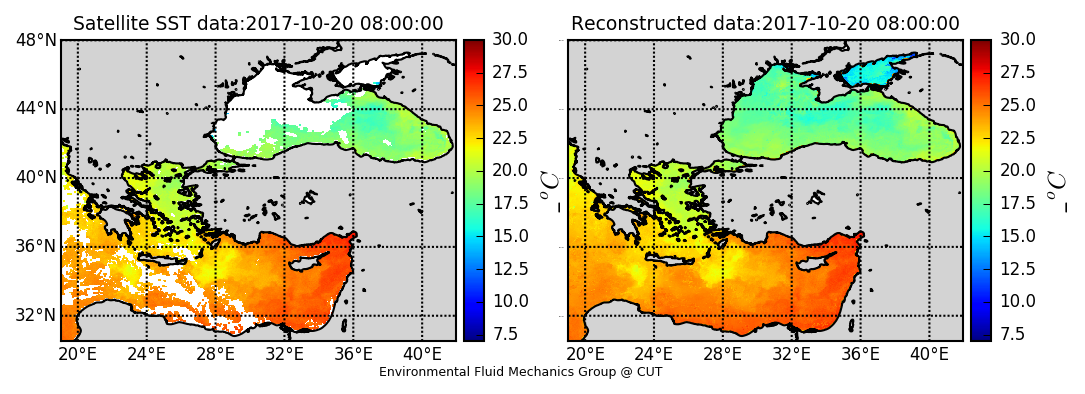 Satellite SST data:2017-10-20 08:00:00
Reconstructed data:2017-10-20 08:00:00
48°N
44°N
40°N
36°N
32°N
20°E 24°E 28°E 32°E 36°E 40°E
30.0
27.5
25.0
22.5
20.0
17.5
15.0
12.5
10.0
7.5
_°C
20°E 24°E 28°E 32°E 36°E 40°E
30.0
27.5
25.0
22.5
20.0
17.5
15.0
12.5
10.0
7.5
_°C
Environmental Fluid Mechanics Group @ CUT